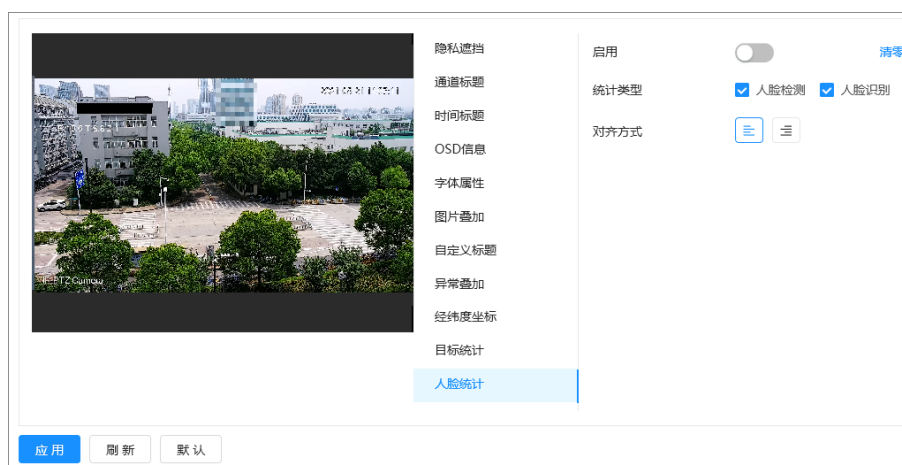 隐私遮挡
通道标题
时间标题
OSD信息
字体属性
图片叠加
自定义标题
异常叠加
经纬度坐标
目标统计
人脸统计
启用
清零
统计类型
人脸检测 人脸识别
对齐方式
PTZ Camera
应用 刷新 默认